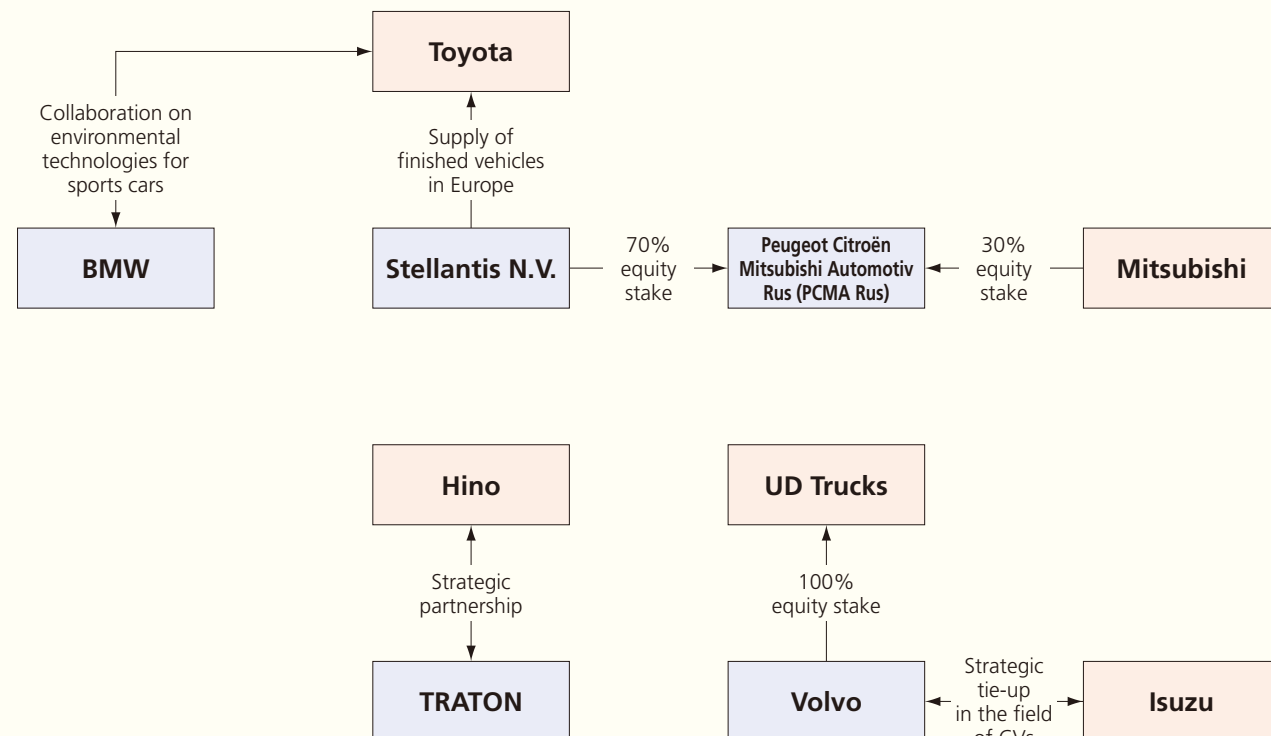 Toyota
Collaboration on
environmental
technologies for
sports cars
Supply of
finished vehicles
in Europe
BMW
Stellantis N.V.
70%
equity
stake
Peugeot Citroën
Mitsubishi Automotiv
Rus (PCMA Rus)
30%
equity
stake
Mitsubishi
Hino
UD Trucks
Strategic
partnership
100%
equity stake
TRATON
Volvo
Strategic
tie-up
in the field
of CVs
Isuzu